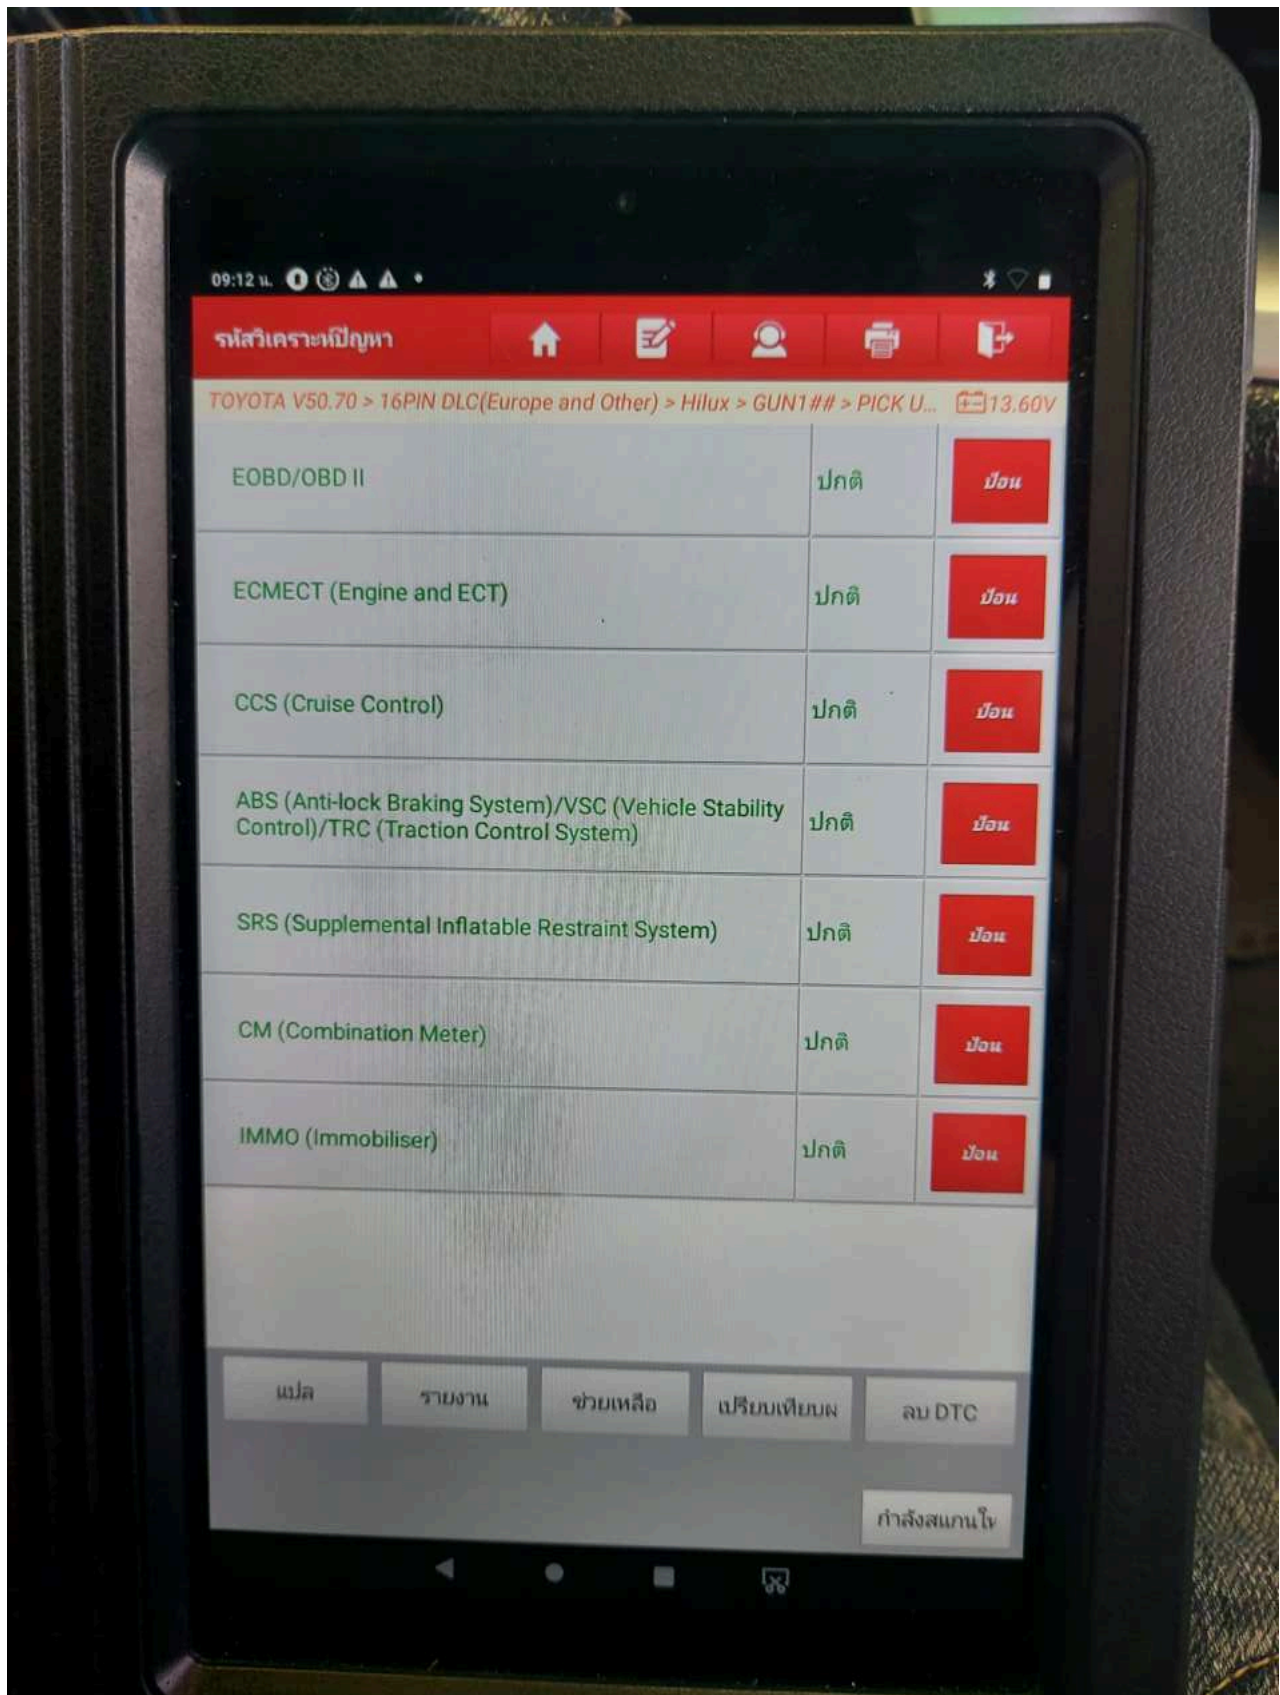 09:12 น.
รหัสวิเคราะห์ปัญหา
TOYOTA V50.70 > 16PIN DLC(Europe and Other) > Hilux > GUN1## > PICK U... 13.60V
EOBD/OBD II ปกติ ป้อน
ECMECT (Engine and ECT) ปกติ ป้อน
CCS (Cruise Control) ปกติ ป้อน
ABS (Anti-lock Braking System)/VSC (Vehicle Stability
Control)/TRC (Traction Control System) ปกติ ป้อน
SRS (Supplemental Inflatable Restraint System) ปกติ ป้อน
CM (Combination Meter) ปกติ ป้อน
IMMO (Immobiliser) ปกติ ป้อน
แปล รายงาน ช่วยเหลือ เปรียบเทียบผ ลบ DTC
กำลังสแกนให